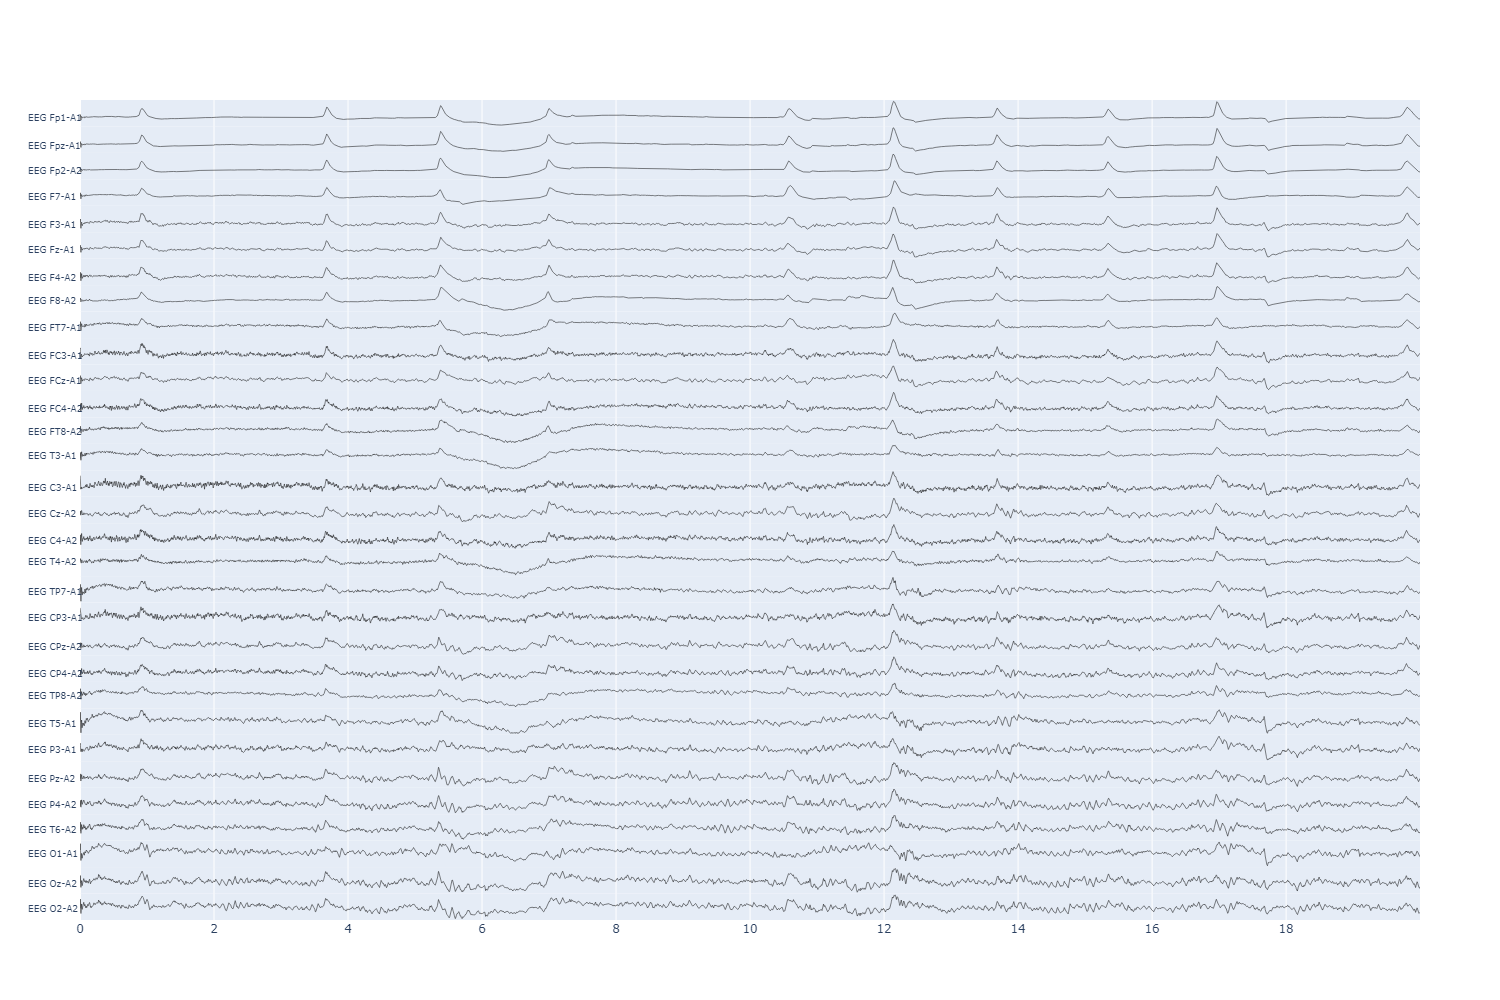 EEG Fp1-A1
EEG Fpz-A1
EEG Fp2-A2
EEG F7-A1
EEG F3-A1
EEG Fz-A1
EEG F4-A2
EEG F8-A2
EEG FT7-A1
EEG FC3-A1
EEG FCz-A1
EEG FC4-A2
EEG FT8-A2
EEG T3-A1
EEG C3-A1
EEG Cz-A2
EEG C4-A2
EEG T4-A2
EEG TP7-A1
EEG CP3-A1
EEG CPz-A2
EEG CP4-A2
EEG TP8-A2
EEG T5-A1
EEG P3-A1
EEG Pz-A2
EEG P4-A2
EEG T6-A2
EEG O1-A1
EEG Oz-A2
EEG O2-A2
0 2 4 6 8 10 12 14 16 18